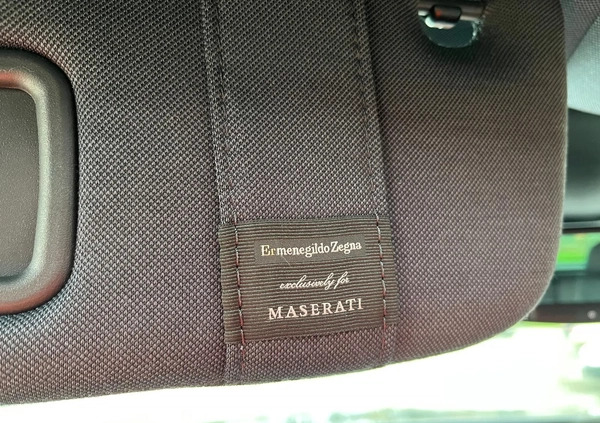 Ermenegildo Zegna
exclusively for
MASERATI